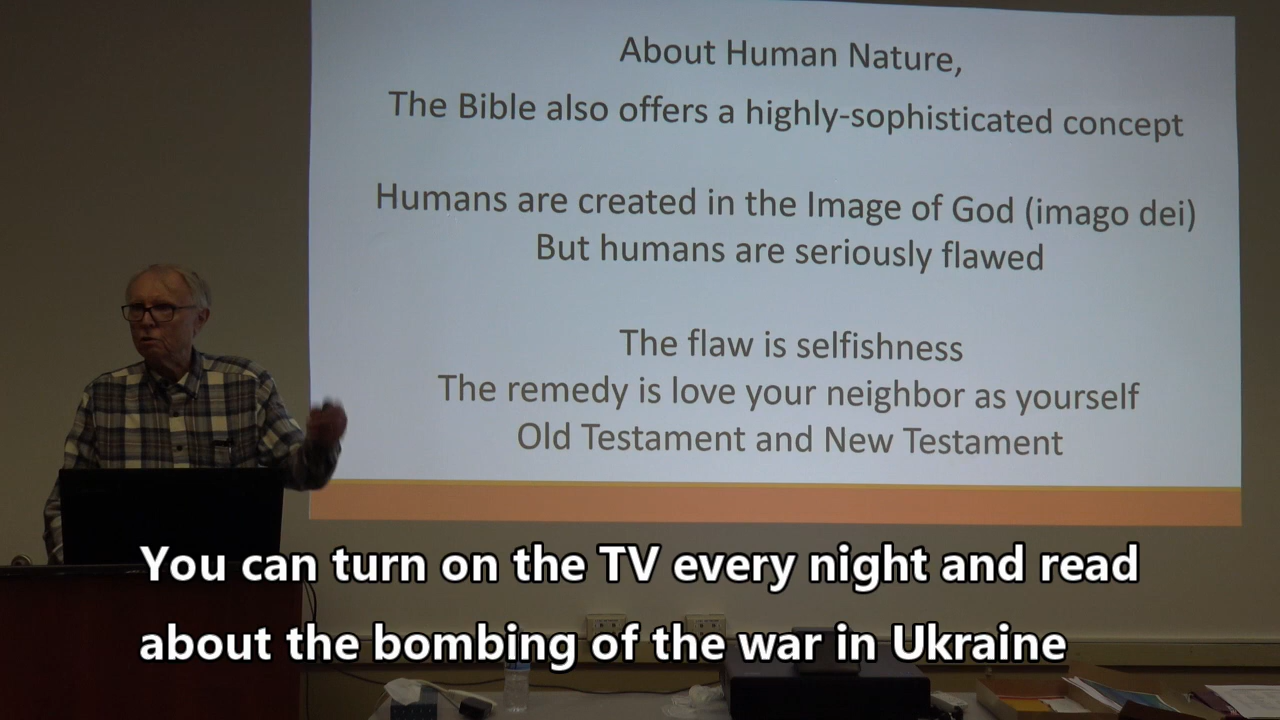 About Human Nature,
The Bible also offers a highly-sophisticated concept
Humans are created in the Image of God (imago dei)
But humans are seriously flawed
The flaw is selfishness
The remedy is love your neighbor as yourself
Old Testament and New Testament
You can turn on the TV every night and read
about the bombing of the war in Ukraine